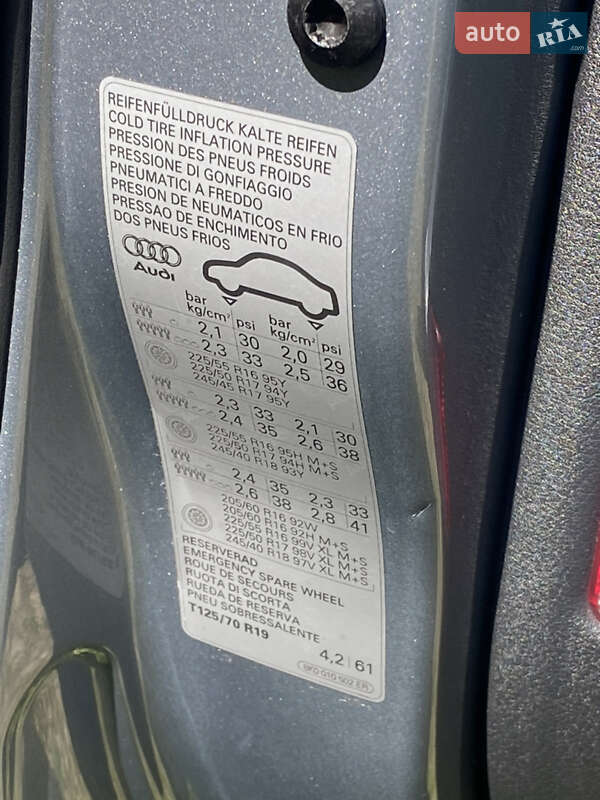 auto RIA.com
REIFENFÜLLDRUCK KALTE REIFEN
COLD TIRE INFLATION PRESSURE
PRESSION DES PNEUS FROIDS
PRESSIONE DI GONFIAGGIO
PNEUMATICI A FREDDO
PRESION DE NEUMATICOS EN FRIO
PRESSAO DE ENCHIMENTO
DOS PNEUS FRIOS
Audi
bar kg/cm² psi bar kg/cm² psi
2,1 30 2,0 29
2,3 33 2,5 36
225/55 R16 95Y
225/50 R17 94Y
245/45 R17 95Y
2,3 33 2,1 30
2,4 35 2,6 38
225/55 R16 95H M+S
225/50 R17 94H M+S
245/40 R18 93Y
2,4 35 2,3 33
2,6 38 2,8 41
205/60 R16 92W
205/60 R16 92H M+S
225/55 R16 99V XL M+S
225/50 R17 98V XL M+S
245/40 R18 97V XL M+S
RESERVERAD
EMERGENCY SPARE WHEEL
ROUE DE SECOURS
RUOTA DI SCORTA
RUEDA DE RESERVA
PNEU SOBRESSALENTE
T125/70 R19 4,2 61
8K0 010 502 ER